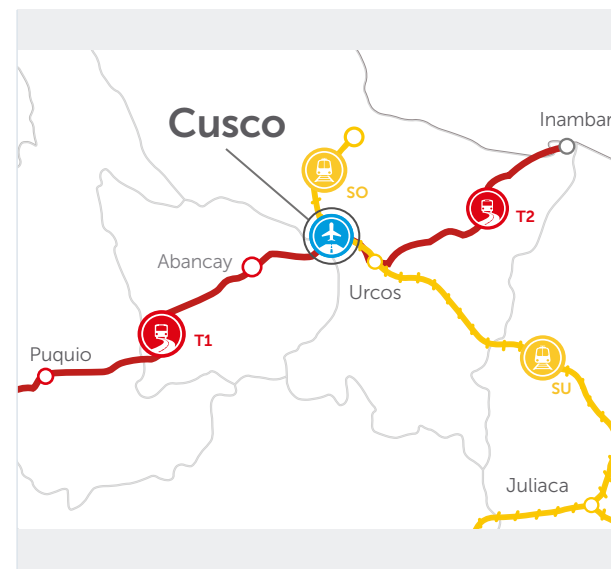 Cusco
Inambar
SO
T2
Abancay
Urcos
T1
Puquio
SU
Juliaca